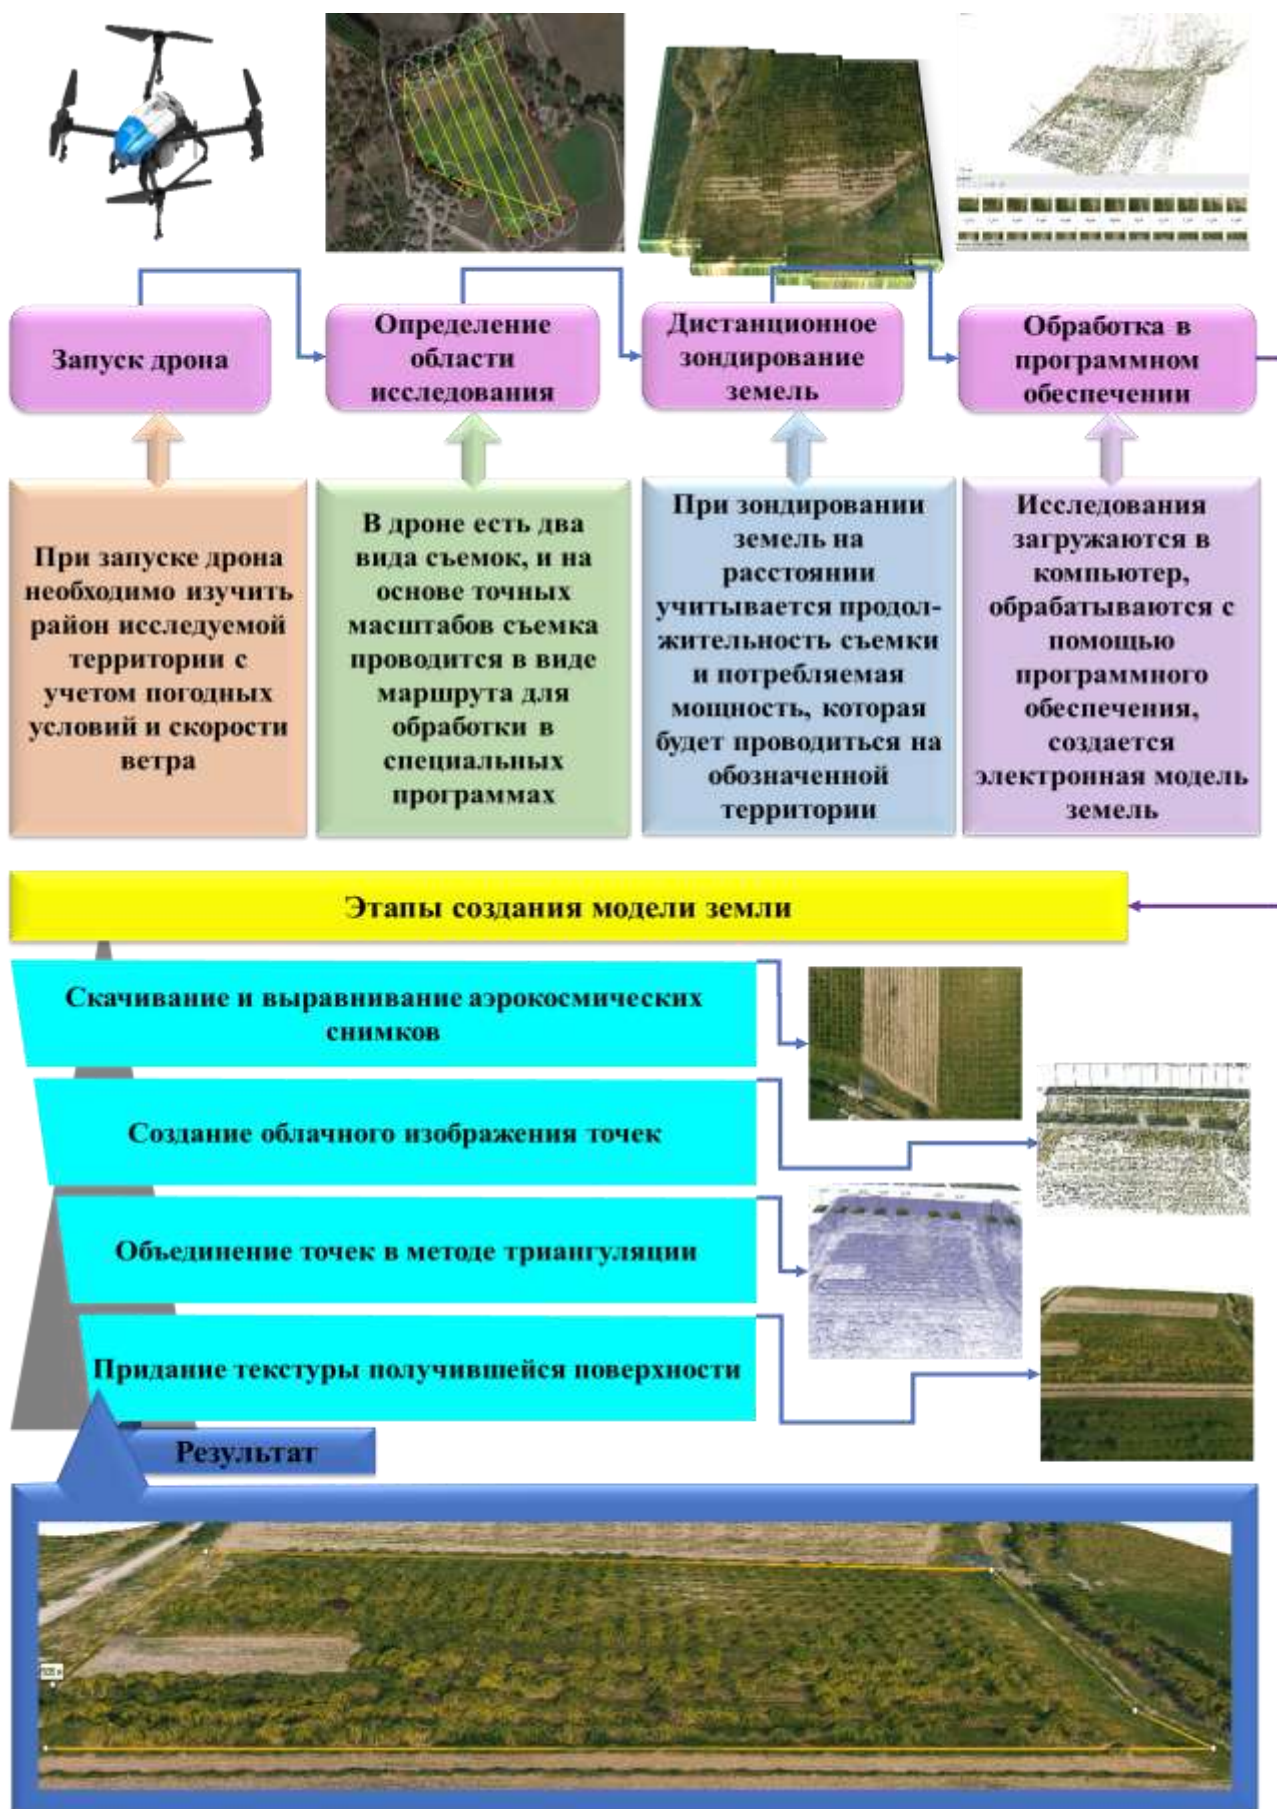 Запуск дрона
Определение
области
исследования
Дистанционное
зондирование
земель
Обработка в
программном
обеспечении
При запуске дрона
необходимо изучить
район исследуемой
территории с
учетом погодных
условий и скорости
ветра
В дроне есть два
вида съемок, и на
основе точных
масштабов съемка
проводится в виде
маршрута для
обработки в
специальных
программах
При зондировании
земель на
расстоянии
учитывается продол-
жительность съемки
и потребляемая
мощность, которая
будет проводиться на
обозначенной
территории
Исследования
загружаются в
компьютер,
обрабатываются с
помощью
программного
обеспечения,
создается
электронная модель
земель
Этапы создания модели земли
Скачивание и выравнивание аэрокосмических
снимков
Создание облачного изображения точек
Объединение точек в методе триангуляции
Придание текстуры получившейся поверхности
Результат